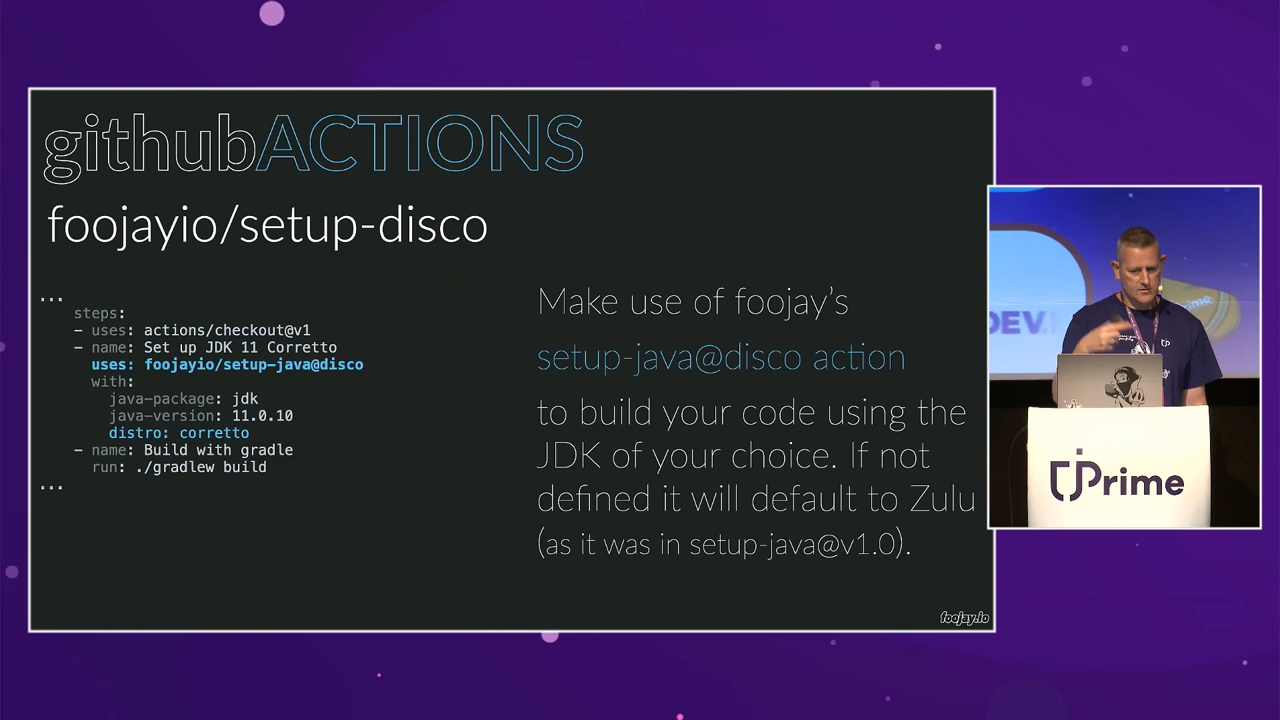 githubACTIONS
foojayio/setup-disco
...
steps:
- uses: actions/checkout@v1
- name: Set up JDK 11 Corretto
uses: foojayio/setup-java@disco
with:
java-package: jdk
java-version: 11.0.10
distro: corretto
- name: Build with gradle
run: ./gradlew build
...
Make use of foojay's
setup-java@disco action
to build your code using the
JDK of your choice. If not
defined it will default to Zulu
(as it was in setup-java@v1.0).
foojay.io
DEV.
Prime